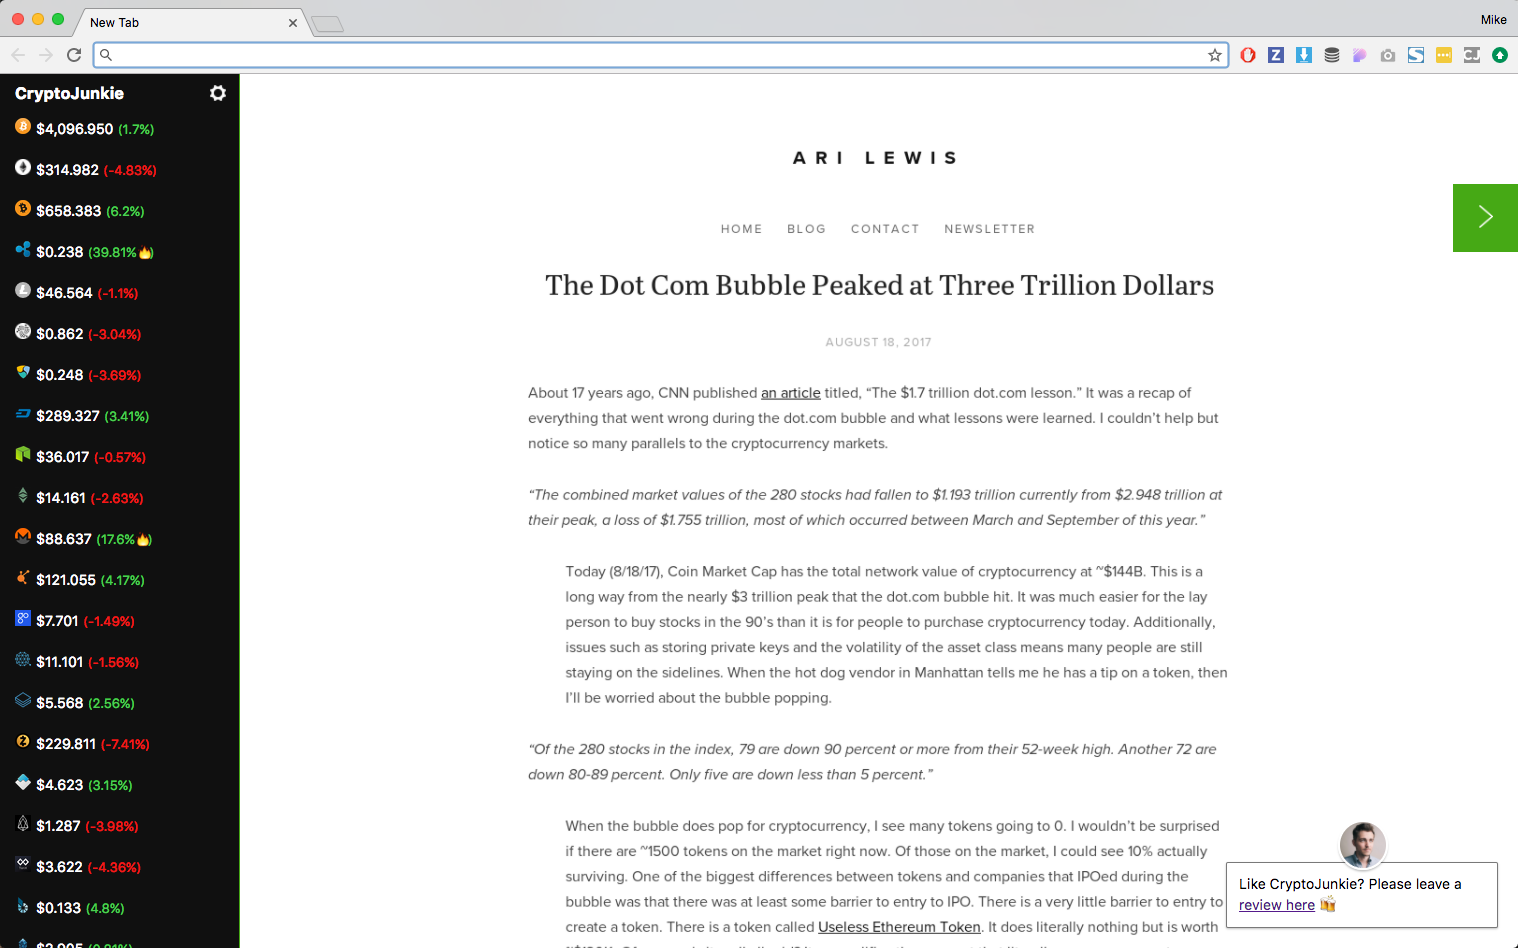 New Tab
Mike
CryptoJunkie
$4,096.950 (1.7%)
$314.982 (-4.83%)
$658.383 (6.2%)
$0.238 (39.81%🔥)
$46.564 (-1.1%)
$0.862 (-3.04%)
$0.248 (-3.69%)
$289.327 (3.41%)
$36.017 (-0.57%)
$14.161 (-2.63%)
$88.637 (17.6%🔥)
$121.055 (4.17%)
$7.701 (-1.49%)
$11.101 (-1.56%)
$5.568 (2.56%)
$229.811 (-7.41%)
$4.623 (3.15%)
$1.287 (-3.98%)
$3.622 (-4.36%)
$0.133 (4.8%)
ARI LEWIS
HOME BLOG CONTACT NEWSLETTER
The Dot Com Bubble Peaked at Three Trillion Dollars
AUGUST 18, 2017
About 17 years ago, CNN published an article titled, “The $1.7 trillion dot.com lesson.” It was a recap of
everything that went wrong during the dot.com bubble and what lessons were learned. I couldn’t help but
notice so many parallels to the cryptocurrency markets.
“The combined market values of the 280 stocks had fallen to $1.193 trillion currently from $2.948 trillion at
their peak, a loss of $1.755 trillion, most of which occurred between March and September of this year.”
Today (8/18/17), Coin Market Cap has the total network value of cryptocurrency at ~$144B. This is a
long way from the nearly $3 trillion peak that the dot.com bubble hit. It was much easier for the lay
person to buy stocks in the 90’s than it is for people to purchase cryptocurrency today. Additionally,
issues such as storing private keys and the volatility of the asset class means many people are still
staying on the sidelines. When the hot dog vendor in Manhattan tells me he has a tip on a token, then
I’ll be worried about the bubble popping.
“Of the 280 stocks in the index, 79 are down 90 percent or more from their 52-week high. Another 72 are
down 80-89 percent. Only five are down less than 5 percent.”
When the bubble does pop for cryptocurrency, I see many tokens going to 0. I wouldn’t be surprised
if there are ~1500 tokens on the market right now. Of those on the market, I could see 10% actually
surviving. One of the biggest differences between tokens and companies that IPOed during the
bubble was that there was at least some barrier to entry to IPO. There is a very little barrier to entry to
create a token. There is a token called Useless Ethereum Token. It does literally nothing but is worth
Like CryptoJunkie? Please leave a
review here 🍻